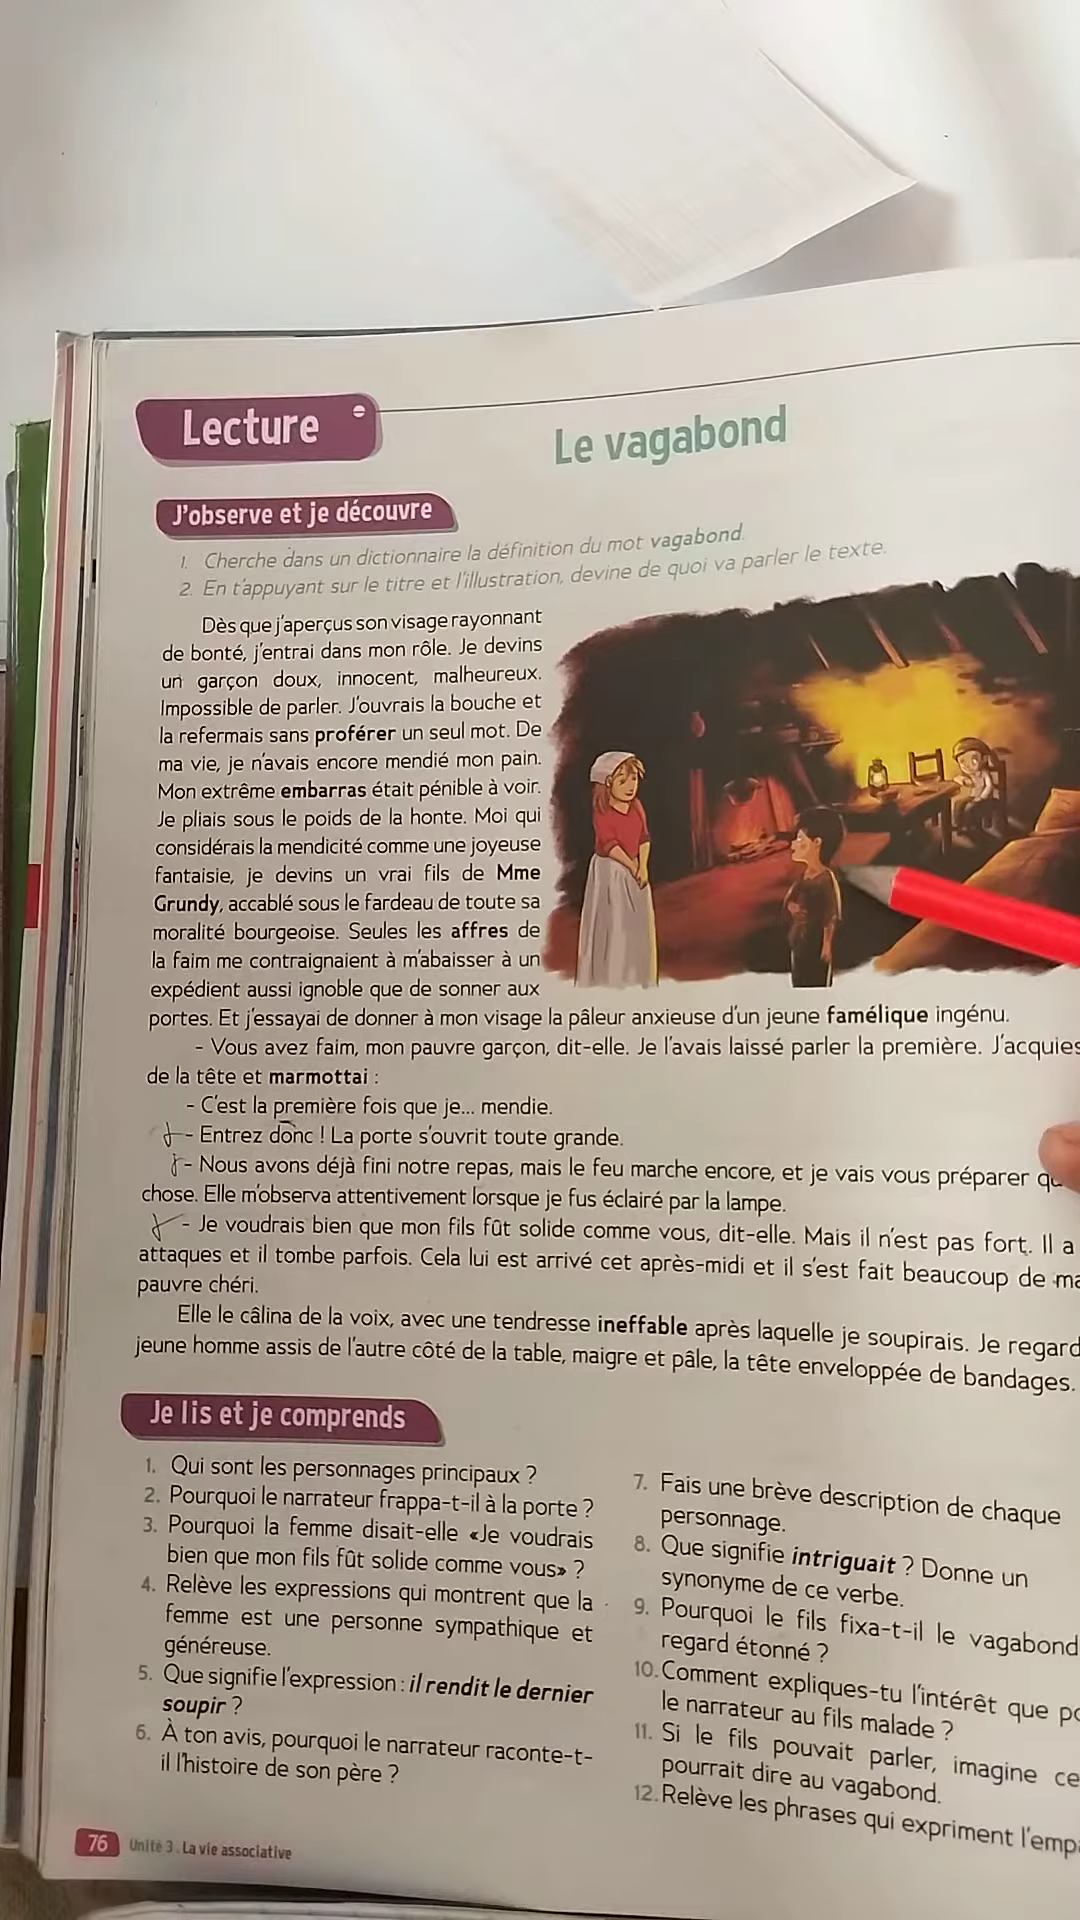 Lecture
Le vagabond
J'observe et je découvre
1. Cherche dans un dictionnaire la définition du mot vagabond.
2. En t'appuyant sur le titre et l'illustration, devine de quoi va parler le texte.
Dès que j'aperçus son visage rayonnant
de bonté, j'entrai dans mon rôle. Je devins
un garçon doux, innocent, malheureux.
Impossible de parler. J'ouvrais la bouche et
la refermais sans proférer un seul mot. De
ma vie, je n'avais encore mendié mon pain.
Mon extrême embarras était pénible à voir.
Je pliais sous le poids de la honte. Moi qui
considérais la mendicité comme une joyeuse
fantaisie, je devins un vrai fils de Mme
Grundy, accablé sous le fardeau de toute sa
moralité bourgeoise. Seules les affres de
la faim me contraignaient à m'abaisser à un
expédient aussi ignoble que de sonner aux
portes. Et j'essayai de donner à mon visage la pâleur anxieuse d'un jeune famélique ingénu.
- Vous avez faim, mon pauvre garçon, dit-elle. Je l'avais laissé parler la première. J'acquies
de la tête et marmottai :
- C'est la première fois que je... mendie.
- Entrez donc ! La porte s'ouvrit toute grande.
- Nous avons déjà fini notre repas, mais le feu marche encore, et je vais vous préparer qu
chose. Elle m'observa attentivement lorsque je fus éclairé par la lampe.
- Je voudrais bien que mon fils fût solide comme vous, dit-elle. Mais il n'est pas fort. Il a
attaques et il tombe parfois. Cela lui est arrivé cet après-midi et il s'est fait beaucoup de ma
pauvre chéri.
Elle le câlina de la voix, avec une tendresse ineffable après laquelle je soupirais. Je regard
jeune homme assis de l'autre côté de la table, maigre et pâle, la tête enveloppée de bandages.
Je lis et je comprends
1. Qui sont les personnages principaux ?
2. Pourquoi le narrateur frappa-t-il à la porte ?
3. Pourquoi la femme disait-elle «Je voudrais
bien que mon fils fût solide comme vous» ?
4. Relève les expressions qui montrent que la
femme est une personne sympathique et
généreuse.
5. Que signifie l'expression : il rendit le dernier
soupir ?
6. À ton avis, pourquoi le narrateur raconte-t-
il l'histoire de son père ?
7. Fais une brève description de chaque
personnage.
8. Que signifie intriguait ? Donne un
synonyme de ce verbe.
9. Pourquoi le fils fixa-t-il le vagabond
regard étonné ?
10. Comment expliques-tu l'intérêt que po
le narrateur au fils malade ?
11. Si le fils pouvait parler, imagine ce
pourrait dire au vagabond.
12. Relève les phrases qui expriment l'empa
76 Unité 3 . La vie associative